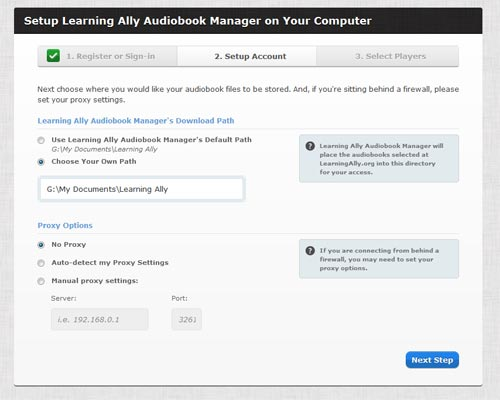 Setup Learning Ally Audiobook Manager on Your Computer
1. Register or Sign-in
2. Setup Account
3. Select Players
Next choose where you would like your audiobook files to be stored. And, if you're sitting behind a firewall, please
set your proxy settings.
Learning Ally Audiobook Manager's Download Path
Use Learning Ally Audiobook Manager's Default Path
G:\My Documents\Learning Ally
Choose Your Own Path
G:\My Documents\Learning Ally
? Learning Ally Audiobook Manager will
place the audiobooks selected at
LearningAlly.org into this directory
for your access.
Proxy Options
No Proxy
Auto-detect my Proxy Settings
Manual proxy settings:
Server:
Port:
i.e. 192.168.0.1
3261
? If you are connecting from behind a
firewall, you may need to set your
proxy options.
Next Step